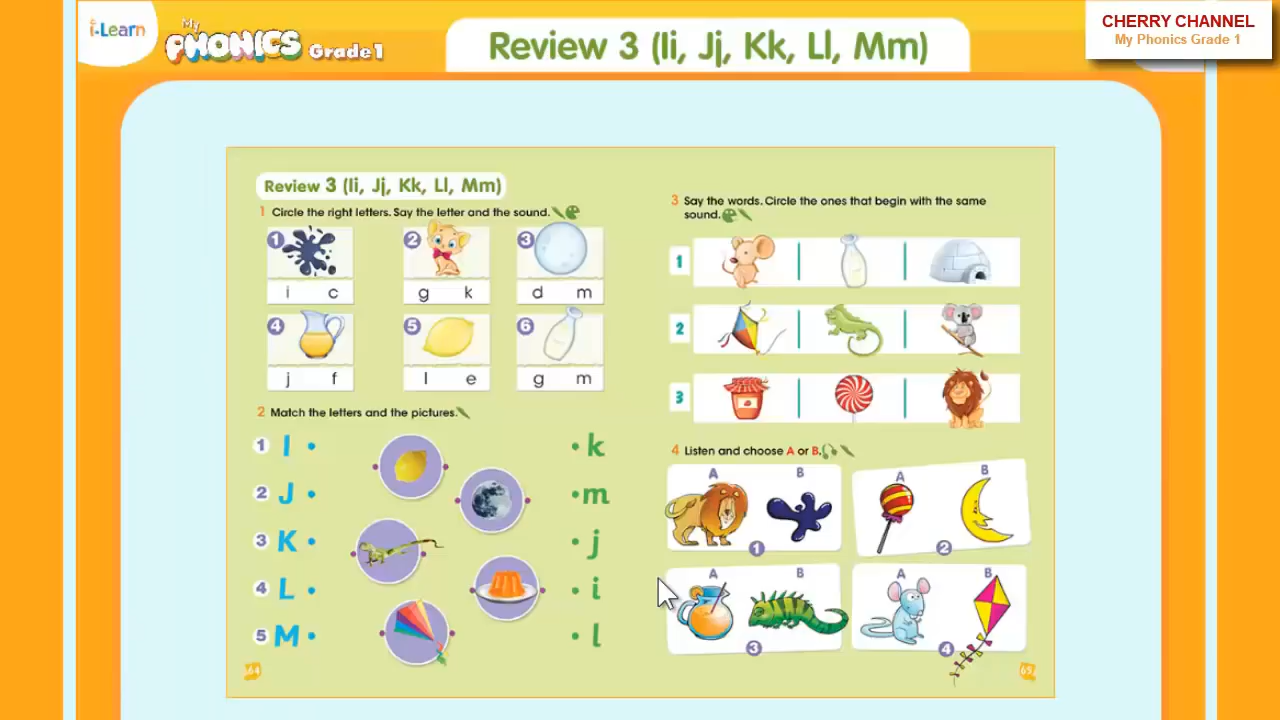 i-Learn
My
PHONICS Grade 1
Review 3 (Ii, Jj, Kk, Ll, Mm)
CHERRY CHANNEL
My Phonics Grade 1
Review 3 (Ii, Jj, Kk, Ll, Mm)
1 Circle the right letters. Say the letter and the sound.
1 2 3
i c g k d m
4 5 6
j f l e g m
2 Match the letters and the pictures.
1 I k
2 J m
3 K j
4 L i
5 M l
64
3 Say the words. Circle the ones that begin with the same
sound.
1
2
3
4 Listen and choose A or B.
A B A B
1 2
A B A B
3 4
65